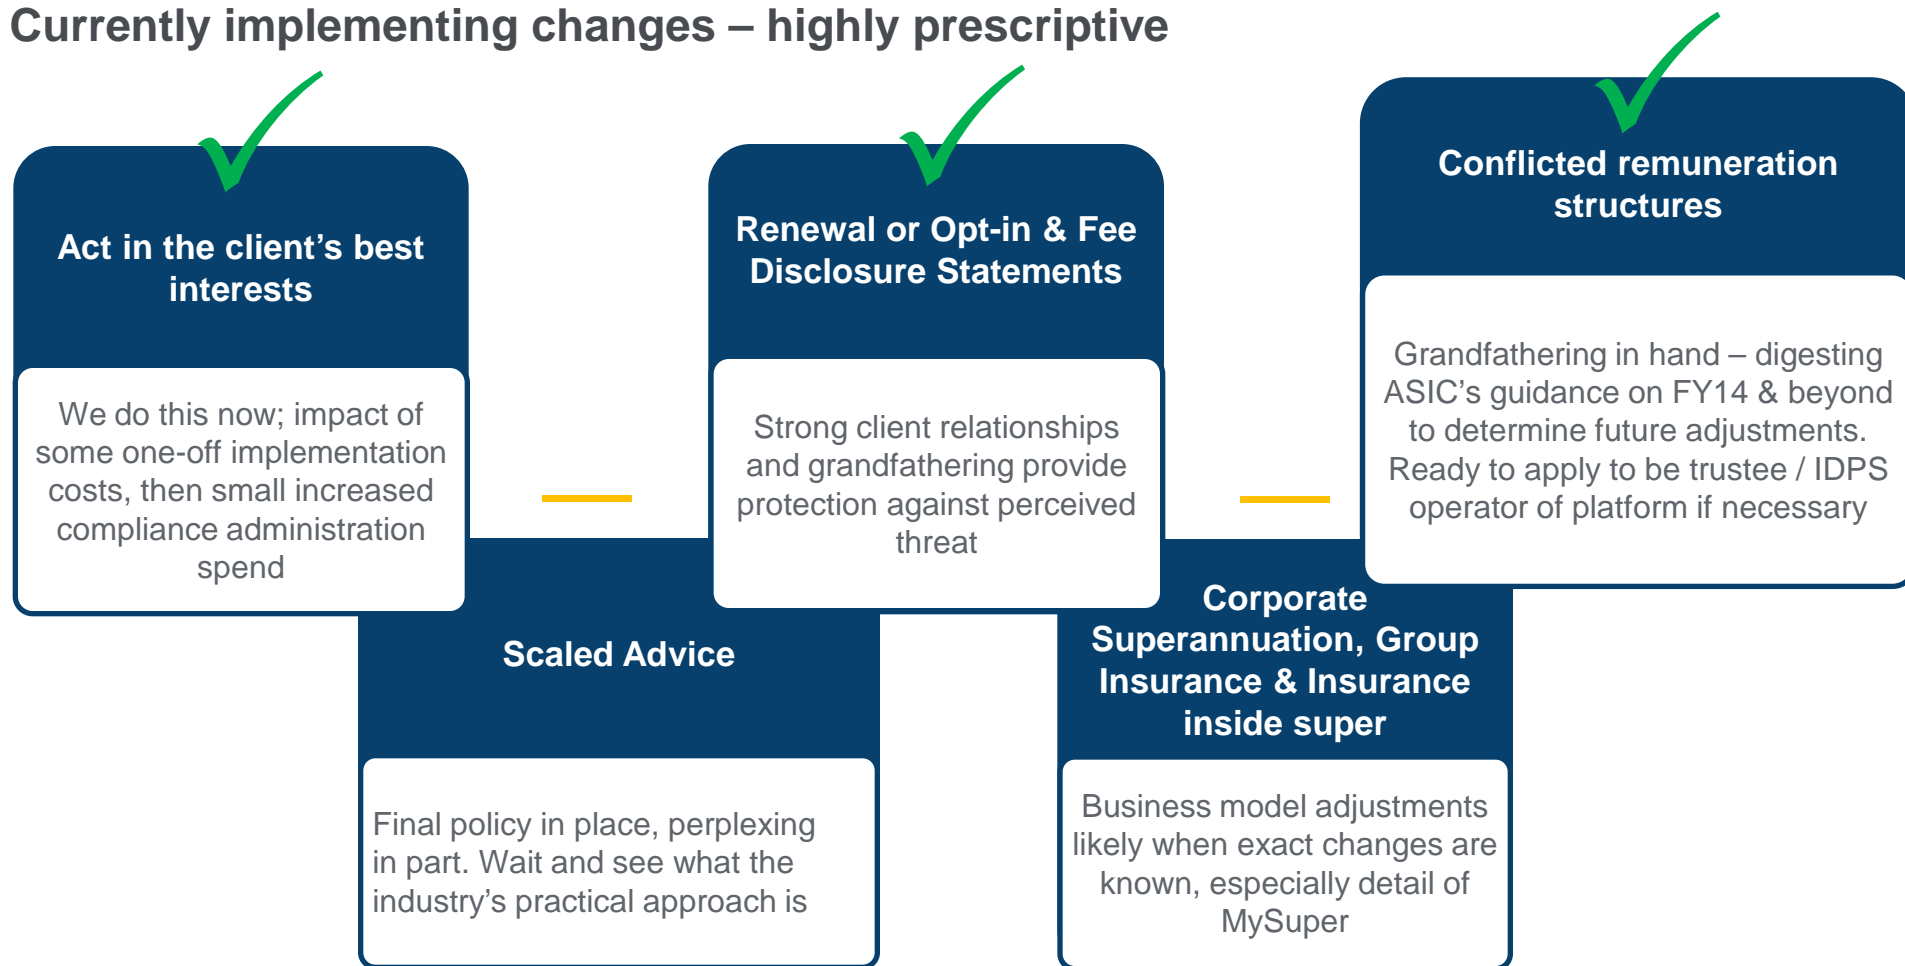 Currently implementing changes – highly prescriptive
Act in the client’s best
interests
We do this now; impact of
some one-off implementation
costs, then small increased
compliance administration
spend
Scaled Advice
Final policy in place, perplexing
in part. Wait and see what the
industry’s practical approach is
Renewal or Opt-in & Fee
Disclosure Statements
Strong client relationships
and grandfathering provide
protection against perceived
threat
Corporate
Superannuation, Group
Insurance & Insurance
inside super
Business model adjustments
likely when exact changes are
known, especially detail of
MySuper
Conflicted remuneration
structures
Grandfathering in hand – digesting
ASIC’s guidance on FY14 & beyond
to determine future adjustments.
Ready to apply to be trustee / IDPS
operator of platform if necessary